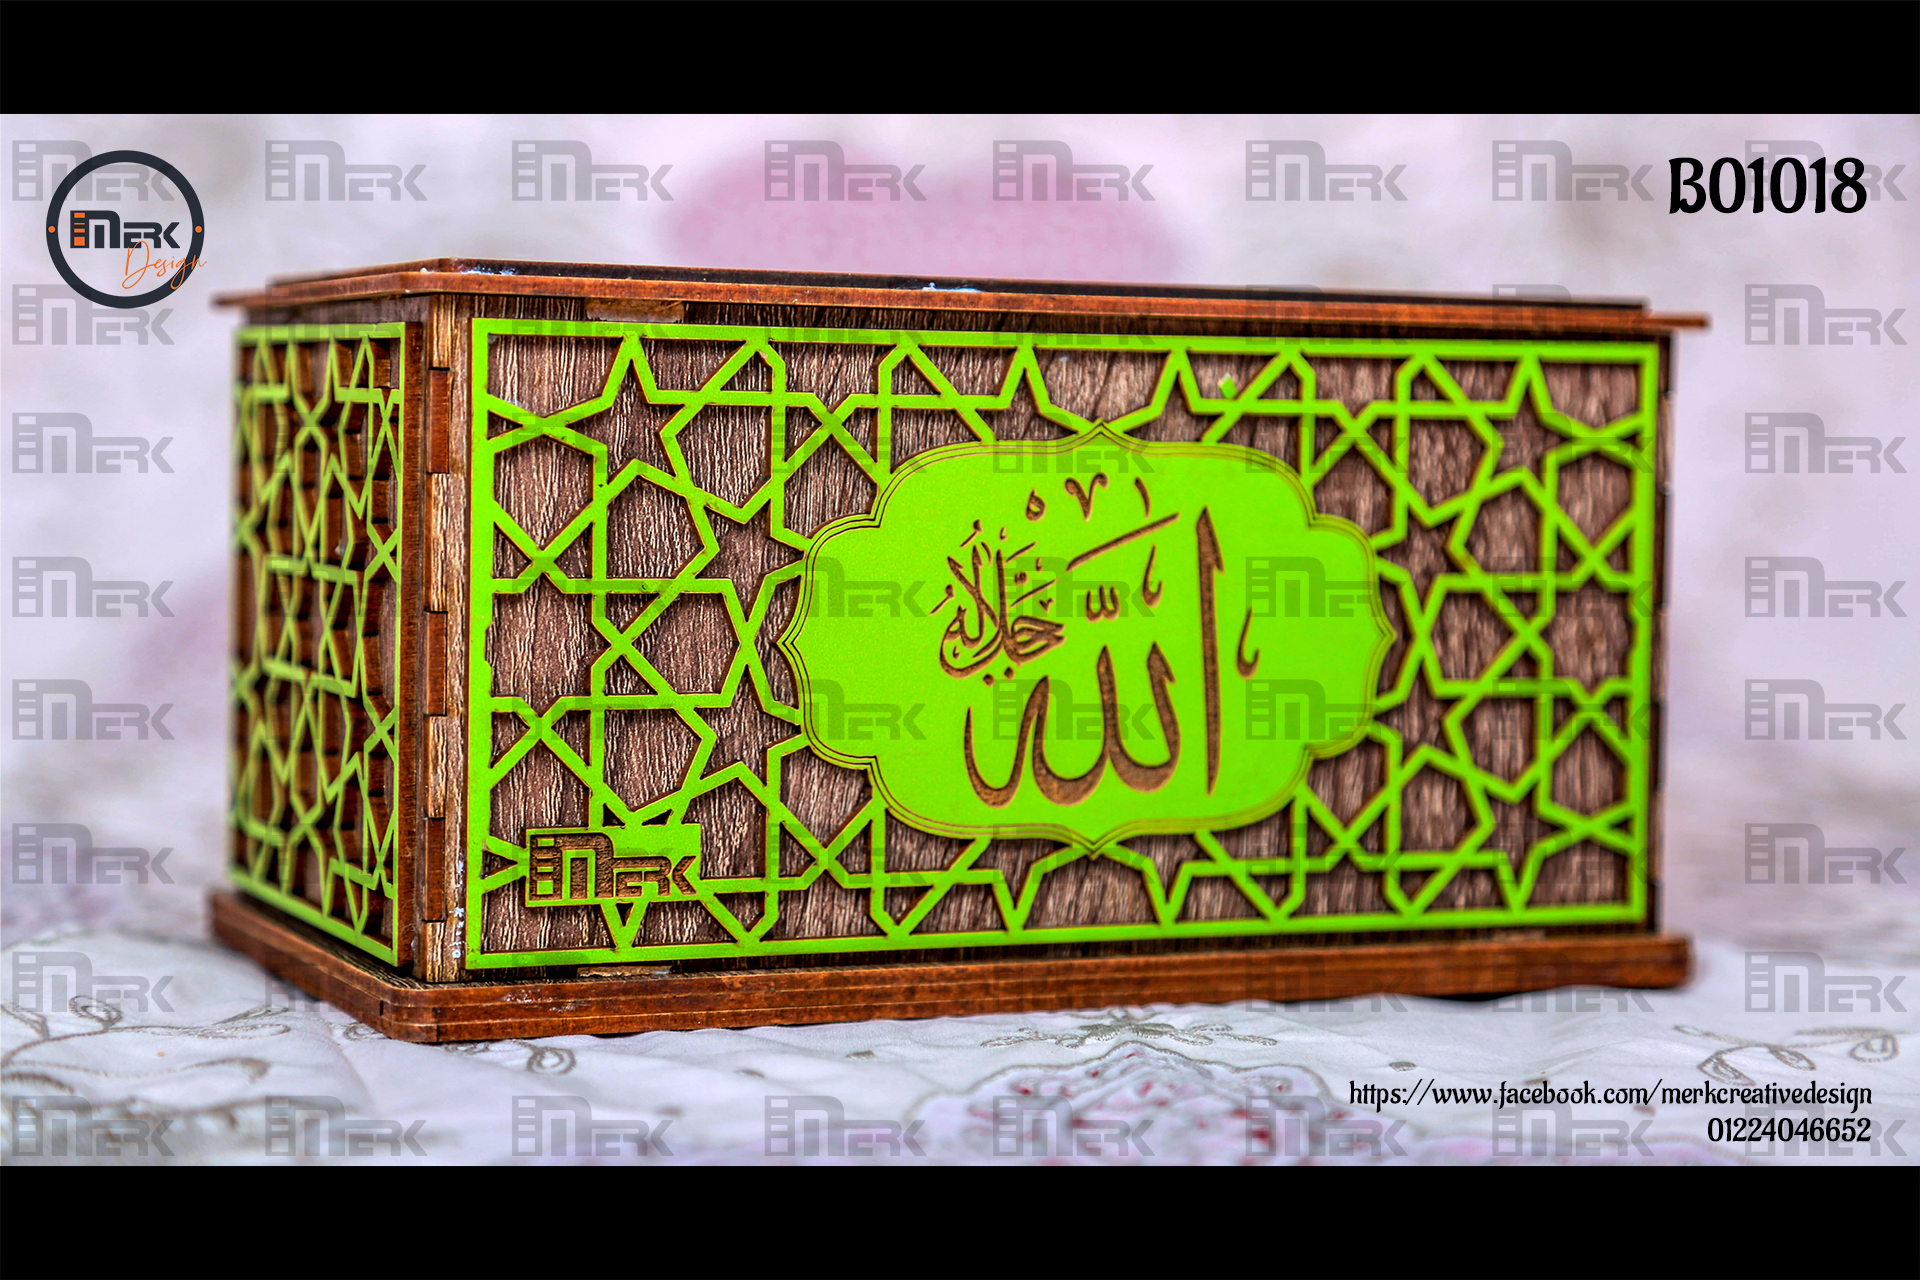 MERK
Design
B01018
الله
جل جلاله
MERK
https://www.facebook.com/merkcreativedesign
01224046652